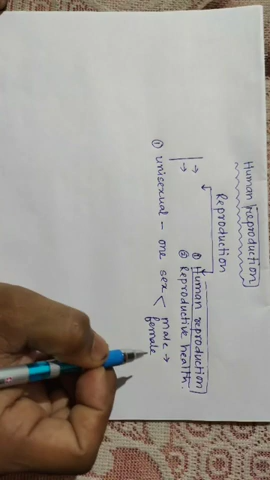 Human reproduction
Reproduction
→
→
① Human reproduction
② Reproductive health.
① unisexual - one sex < male →
female